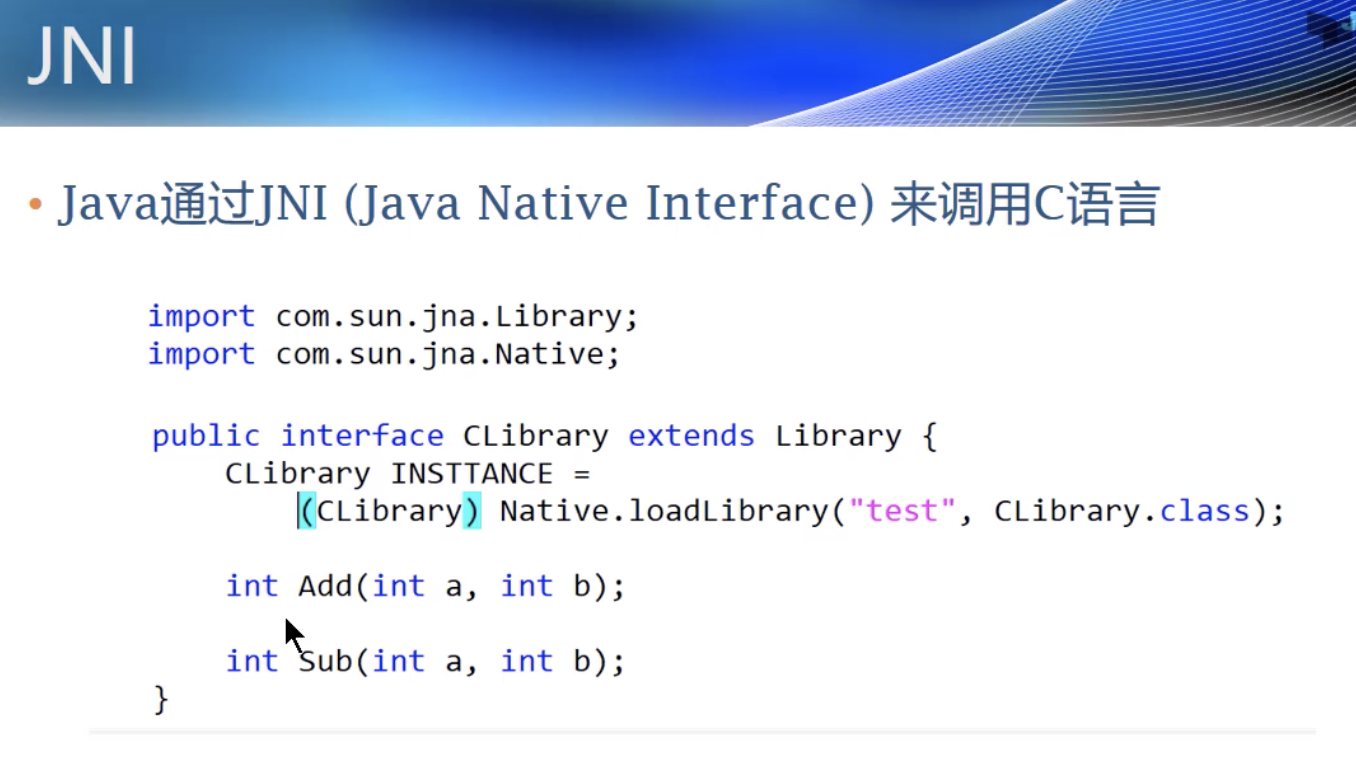 JNI
• Java通过JNI (Java Native Interface) 来调用C语言
import com.sun.jna.Library;
import com.sun.jna.Native;
public interface CLibrary extends Library {
CLibrary INSTTANCE =
(CLibrary) Native.loadLibrary("test", CLibrary.class);
int Add(int a, int b);
int Sub(int a, int b);
}